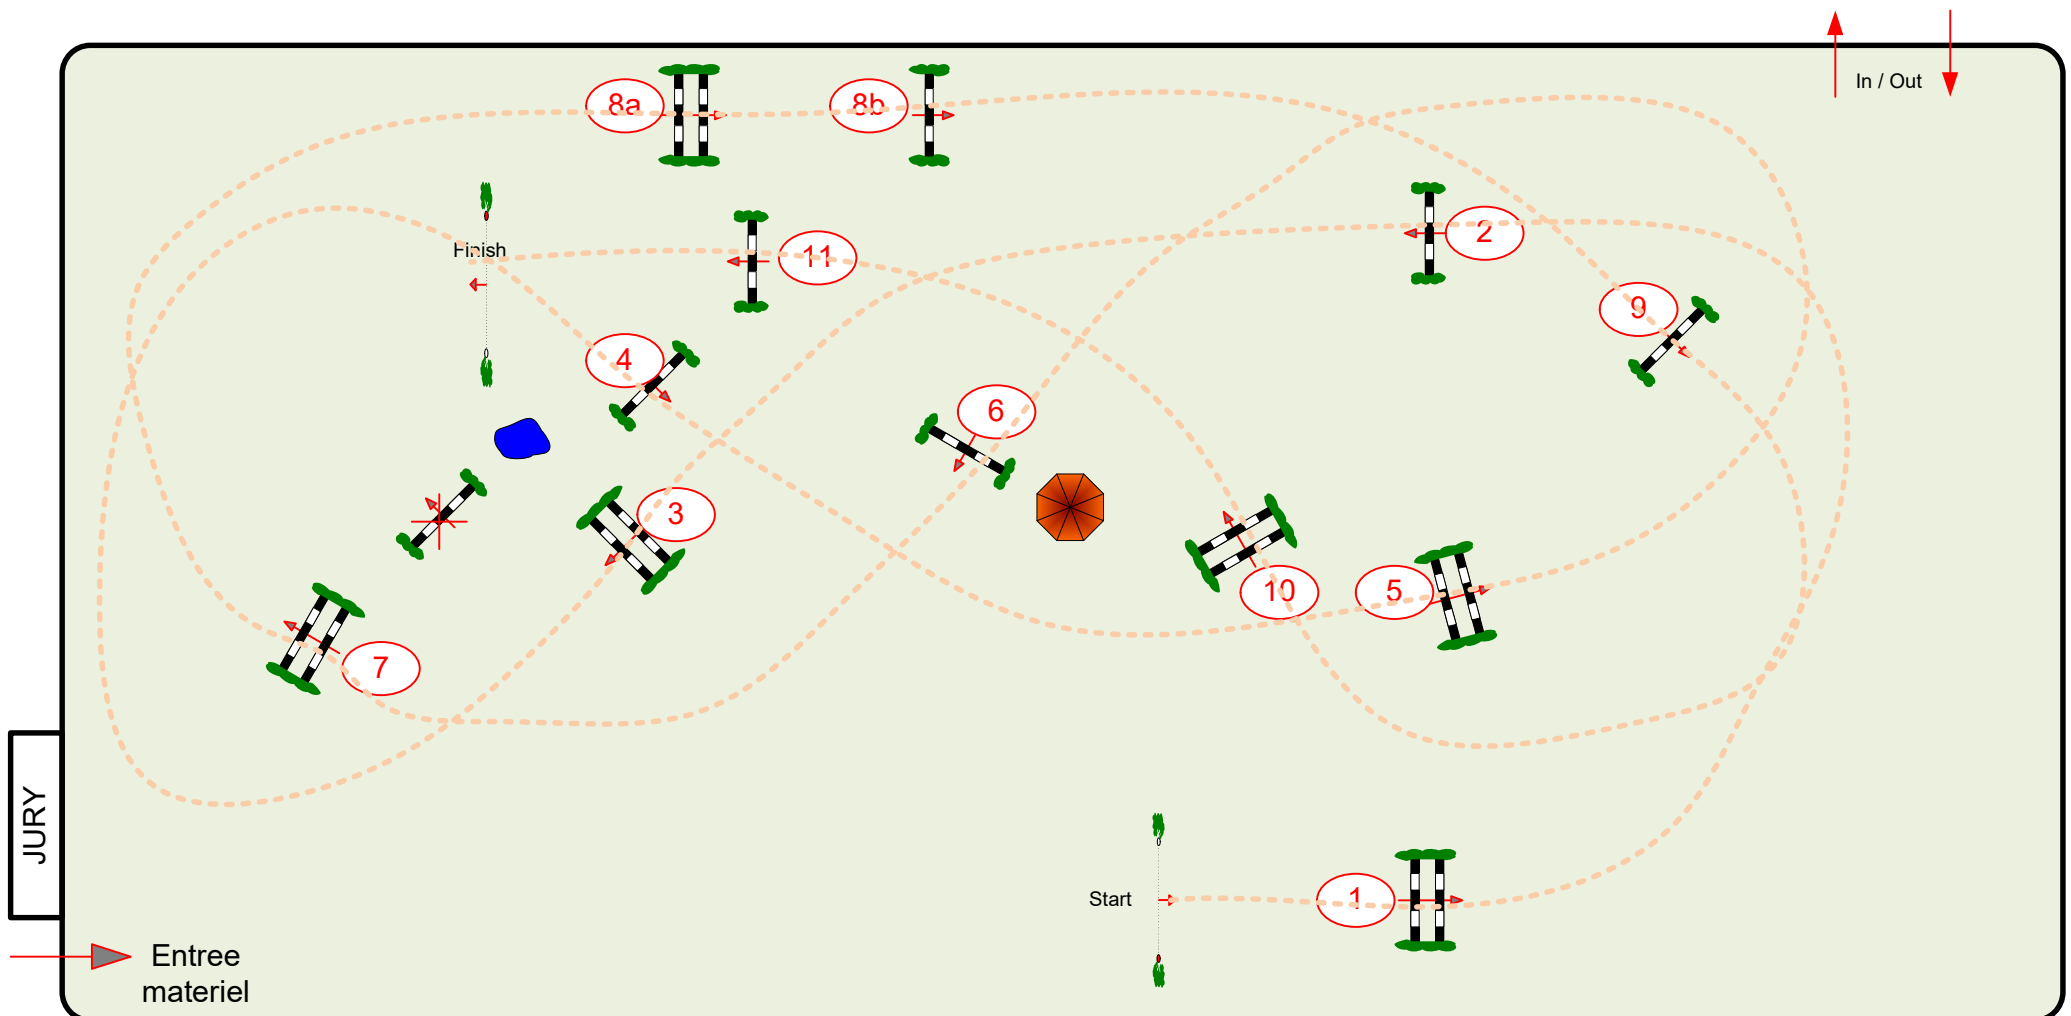 In / Out
8a
8b
2
Finish
11
9
4
6
3
10
5
7
JURY
Start
1
Entree
materiel